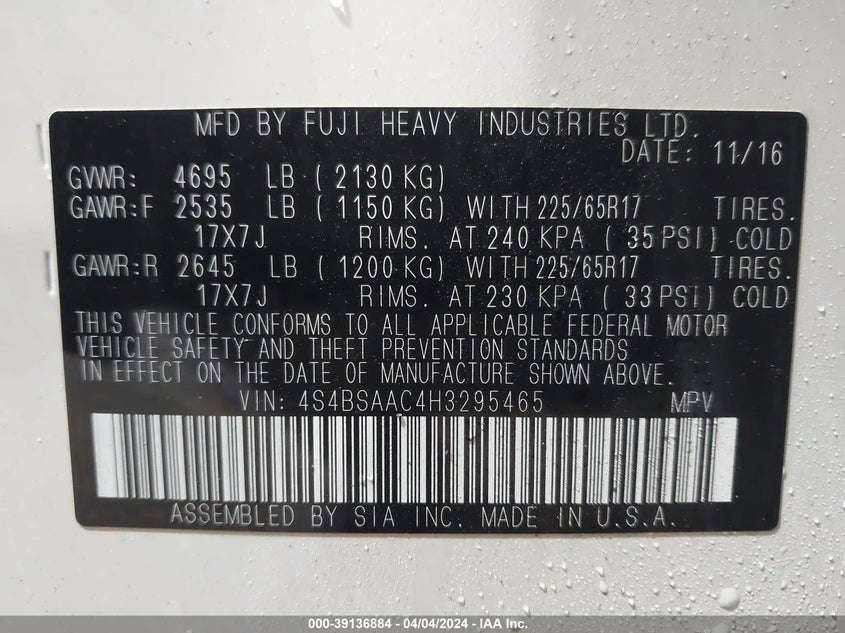 MFD BY FUJI HEAVY INDUSTRIES LTD.
DATE: 11/16
GVWR: 4695 LB ( 2130 KG)
GAWR:F 2535 LB ( 1150 KG) WITH 225/65R17 TIRES.
17X7J RIMS. AT 240 KPA ( 35 PSI) COLD
GAWR:R 2645 LB ( 1200 KG) WITH 225/65R17 TIRES.
17X7J RIMS. AT 230 KPA ( 33 PSI) COLD
THIS VEHICLE CONFORMS TO ALL APPLICABLE FEDERAL MOTOR
VEHICLE SAFETY AND THEFT PREVENTION STANDARDS
IN EFFECT ON THE DATE OF MANUFACTURE SHOWN ABOVE.
VIN: 4S4BSAAC4H3295465 MPV
ASSEMBLED BY SIA INC. MADE IN U.S.A.
000-39136884 - 04/04/2024 - IAA Inc.